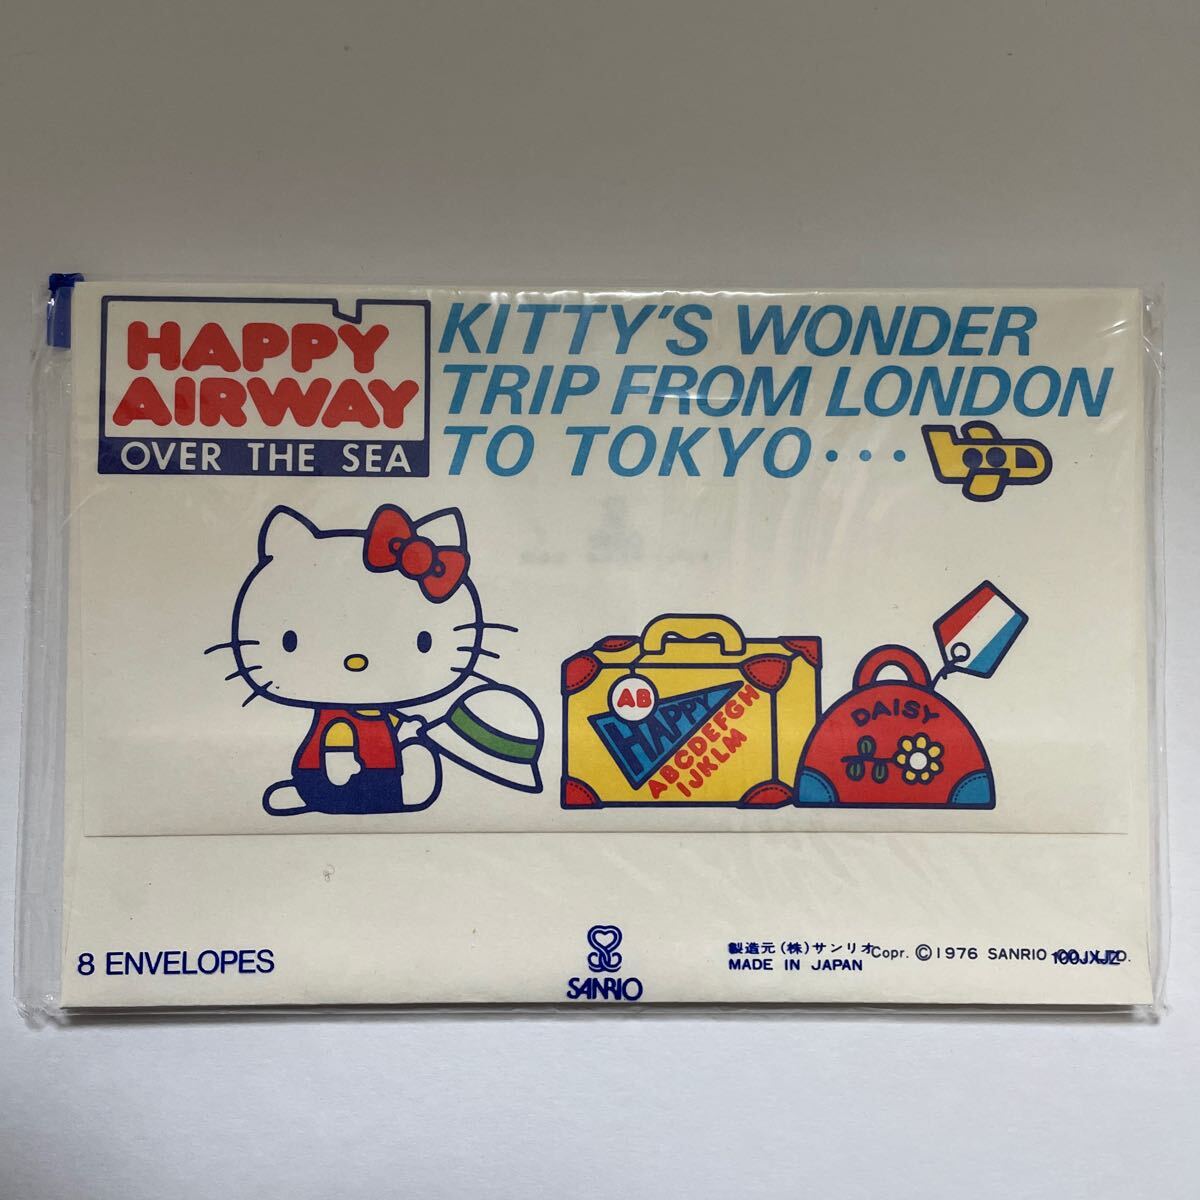 HAPPY
AIRWAY
OVER THE SEA
KITTY'S WONDER
TRIP FROM LONDON
TO TOKYO...
AB
HAPPY
ABCDEFGH
IJKLM
DAISY
8 ENVELOPES
SANRIO
製造元(株)サンリオ
MADE IN JAPAN
Copr. ©1976 SANRIO
100JXJZ